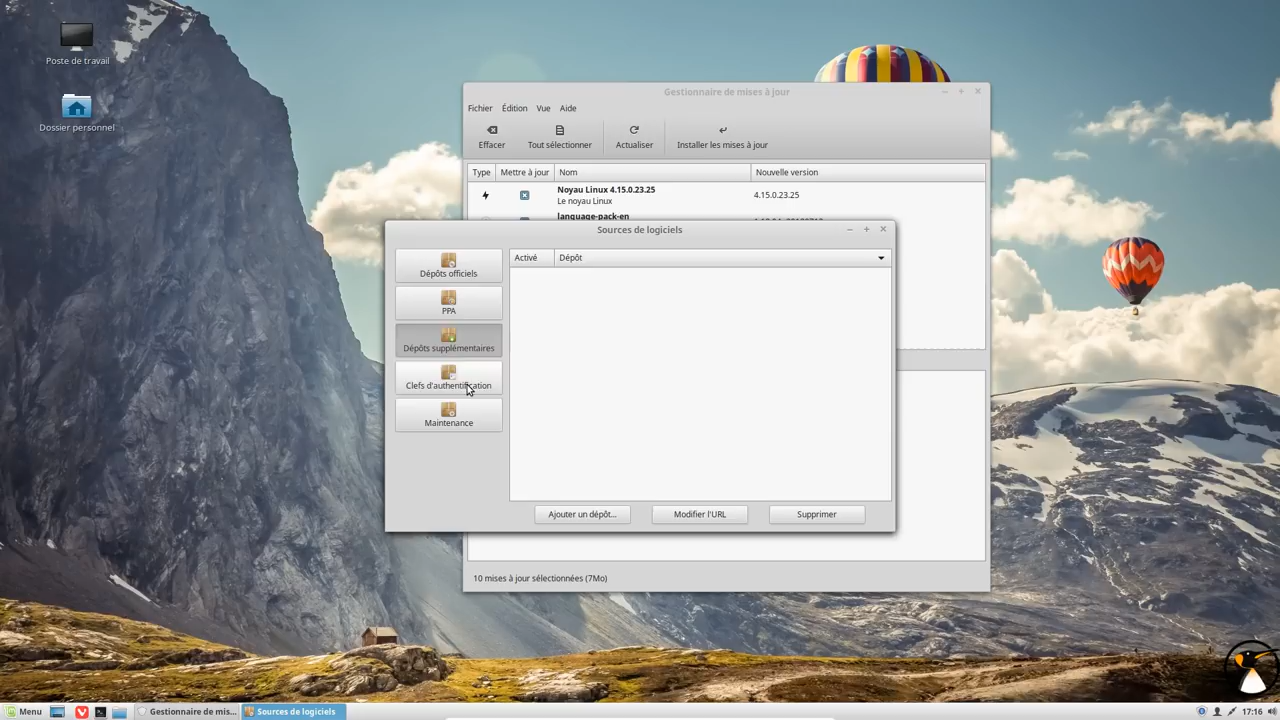 Poste de travail
Dossier personnel
Gestionnaire de mises à jour
Fichier Édition Vue Aide
Effacer Tout sélectionner Actualiser Installer les mises à jour
Type Mettre à jour Nom Nouvelle version
Noyau Linux 4.15.0.23.25 4.15.0.23.25
Le noyau Linux
language-pack-en
Sources de logiciels
Dépôts officiels
PPA
Dépôts supplémentaires
Clefs d'authentification
Maintenance
Activé Dépôt
Ajouter un dépôt... Modifier l'URL Supprimer
10 mises à jour sélectionnées (7Mo)
Menu Gestionnaire de mis... Sources de logiciels 17:16